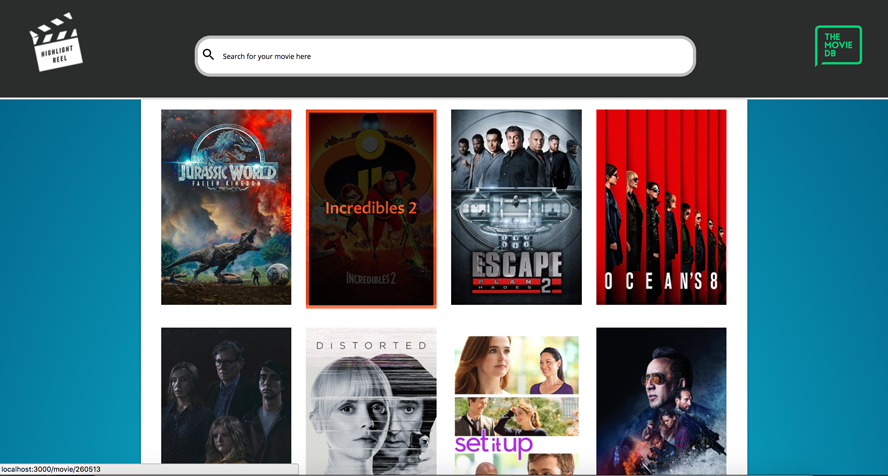 HIGHLIGHT
REEL
Search for your movie here
THE
MOVIE
DB
JURASSIC WORLD
FALLEN KINGDOM
Incredibles 2
INCREDIBLES 2
ESCAPE
PLAN 2
HADES
OCEAN'S 8
DISTORTED
set it up
localhost:3000/movie/260513